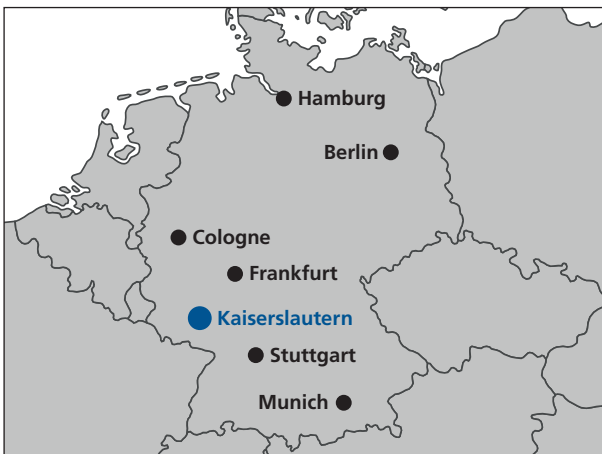 Hamburg
Berlin
Cologne
Frankfurt
Kaiserslautern
Stuttgart
Munich